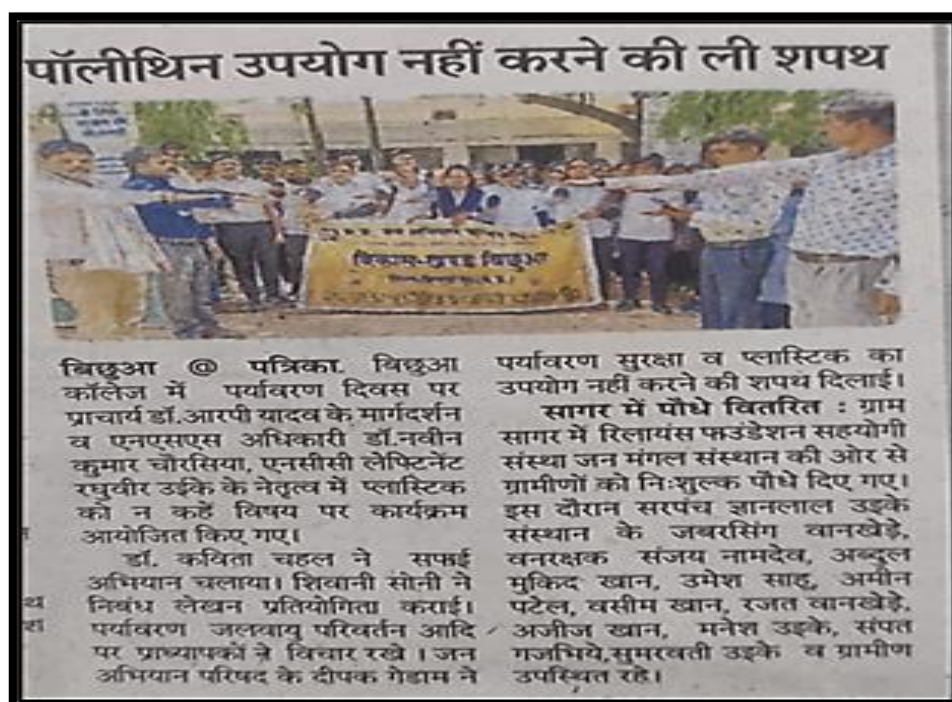 पॉलीथिन उपयोग नहीं करने की ली शपथ
विकास-खण्ड बिछुआ
बिछुआ @ पत्रिका. बिछुआ
कॉलेज में पर्यावरण दिवस पर
प्राचार्य डॉ.आरपी यादव के मार्गदर्शन
व एनएसएस अधिकारी डॉ.नवीन
कुमार चौरसिया, एनसीसी लेफ्टिनेंट
रघुवीर उईके के नेतृत्व में प्लास्टिक
को न कहें विषय पर कार्यक्रम
आयोजित किए गए।
डॉ. कविता चहल ने सफाई
अभियान चलाया। शिवानी सोनी ने
निबंध लेखन प्रतियोगिता कराई।
पर्यावरण जलवायु परिवर्तन आदि
पर प्राध्यापकों ने विचार रखे । जन
अभियान परिषद के दीपक गेडाम ने
पर्यावरण सुरक्षा व प्लास्टिक का
उपयोग नहीं करने की शपथ दिलाई।
सागर में पौधे वितरित : ग्राम
सागर में रिलायंस फाउंडेशन सहयोगी
संस्था जन मंगल संस्थान की ओर से
ग्रामीणों को निःशुल्क पौधे दिए गए।
इस दौरान सरपंच ज्ञानलाल उइके
संस्थान के जबरसिंग वानखेड़े,
वनरक्षक संजय नामदेव, अब्दुल
मुकिद खान, उमेश साहू, अमीन
पटेल, वसीम खान, रजत वानखेड़े,
अजीज खान, मनेश उइके, संपत
गजभिये,सुमरवती उइके व ग्रामीण
उपस्थित रहे।